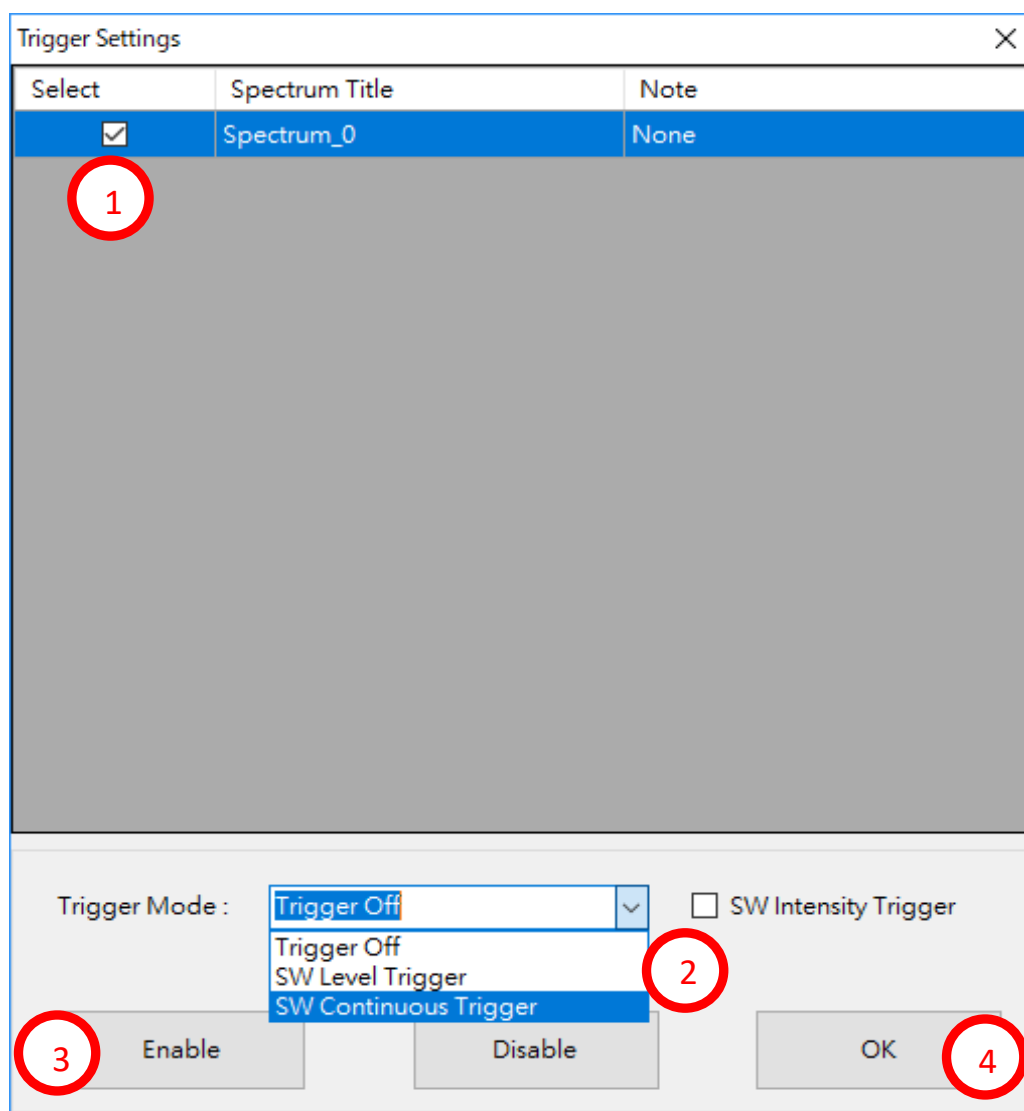 Trigger Settings
Select Spectrum Title Note
Spectrum_0 None
1
Trigger Mode : Trigger Off SW Intensity Trigger
Trigger Off
SW Level Trigger
2
SW Continuous Trigger
3 Enable Disable OK 4